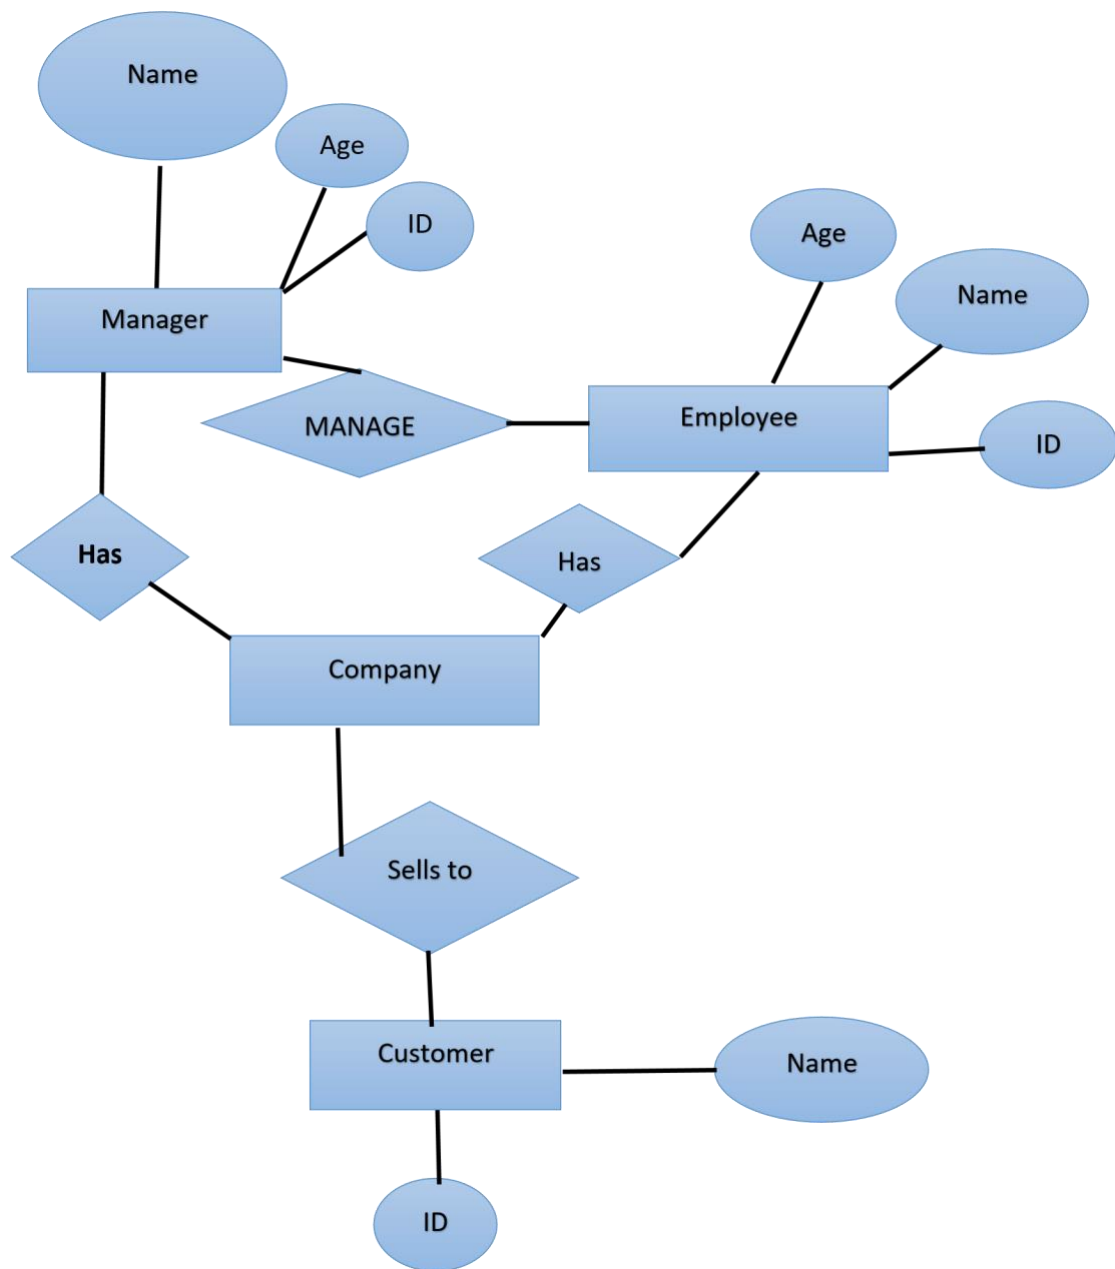 Name
Age
ID
Manager
Age
Name
ID
Employee
MANAGE
Has
Has
Company
Sells to
Customer
Name
ID